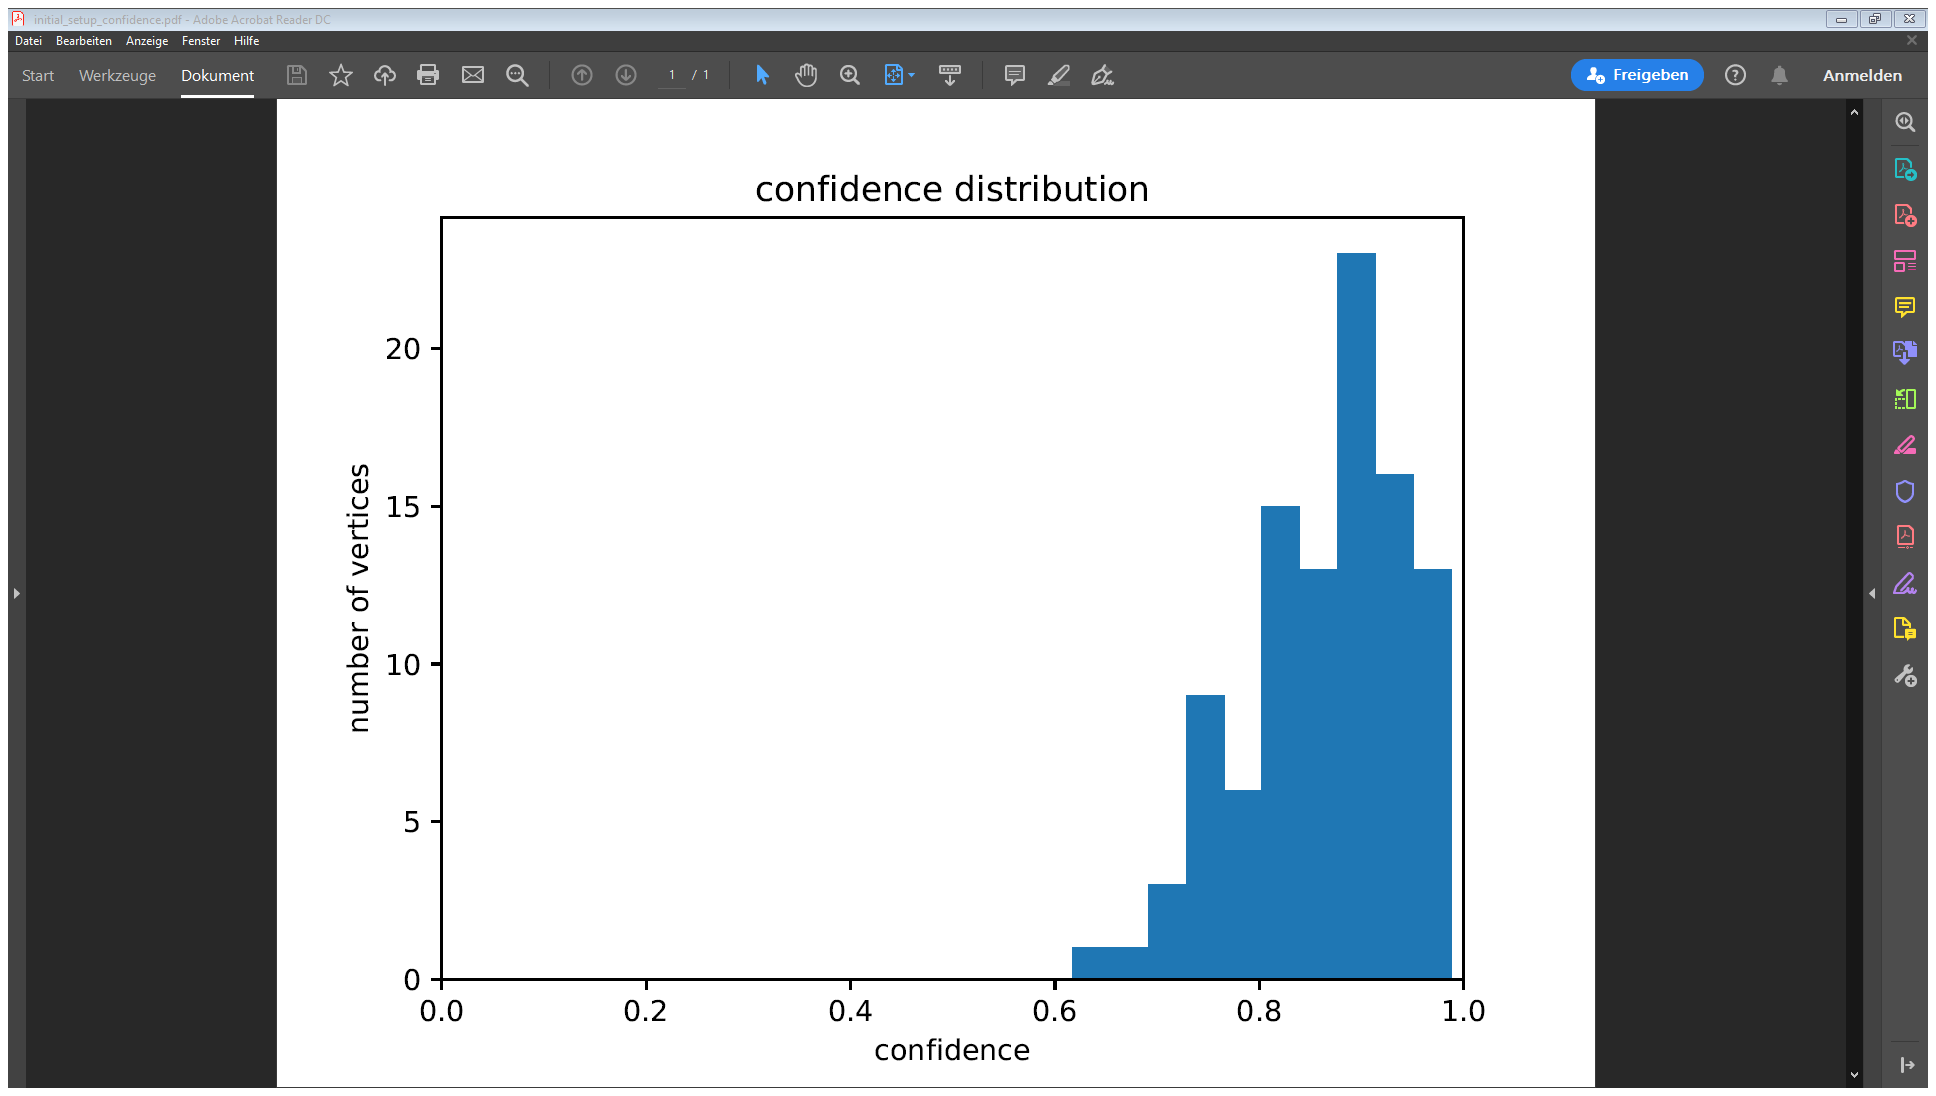 initial_setup_confidence.pdf - Adobe Acrobat Reader DC
Datei Bearbeiten Anzeige Fenster Hilfe
Start Werkzeuge Dokument 1 / 1 Freigeben Anmelden
confidence distribution
number of vertices
20
15
10
5
0
0.0 0.2 0.4 0.6 0.8 1.0
confidence